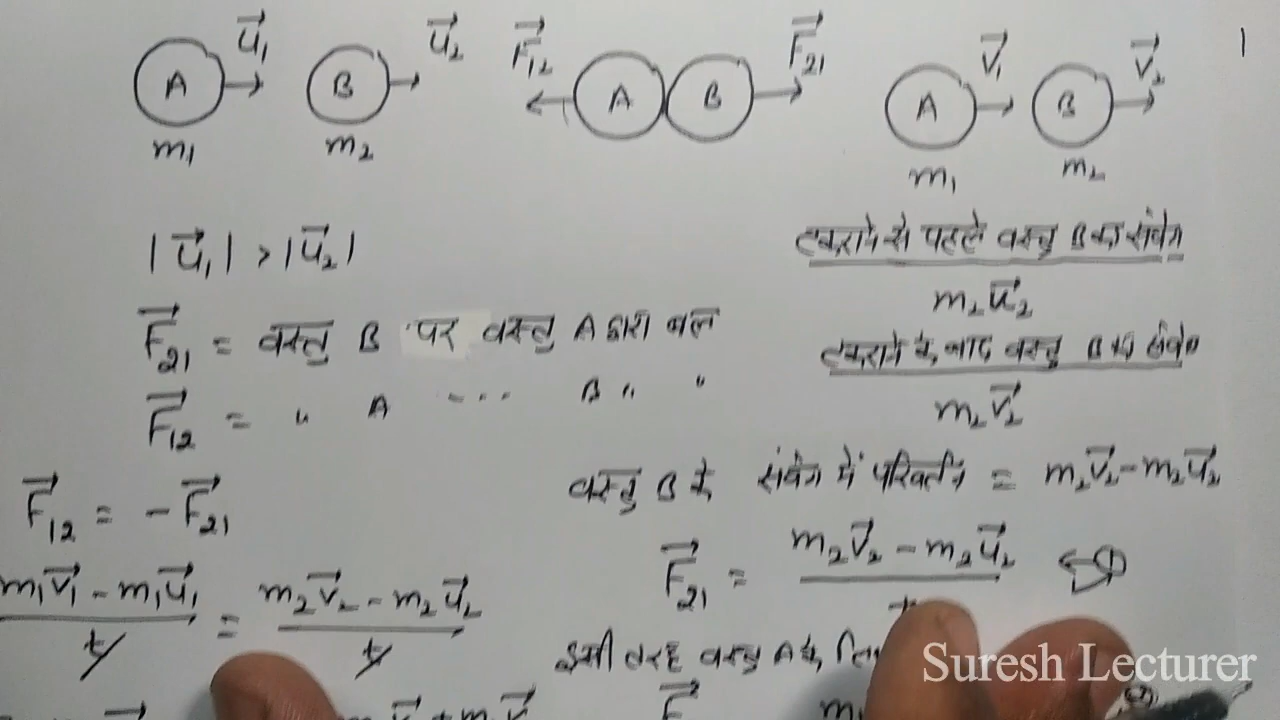 A u⃗₁ B u⃗₂ F⃗₁₂ A B F⃗₂₁ A v⃗₁ B v⃗₂ 1
m₁ m₂ m₁ m₂
|u⃗₁| > |u⃗₂|
F⃗₂₁ = वस्तु B पर वस्तु A द्वारा बल
F⃗₁₂ = " A --- B " "
F⃗₁₂ = -F⃗₂₁
m₁v⃗₁ - m₁u⃗₁ / t = m₂v⃗₂ - m₂u⃗₂ / t
टकराने से पहले वस्तु B का संवेग
m₂u⃗₂
टकराने के बाद वस्तु B का संवेग
m₂v⃗₂
वस्तु B के संवेग में परिवर्तन = m₂v⃗₂ - m₂u⃗₂
F⃗₂₁ = m₂v⃗₂ - m₂u⃗₂ / t
इसी तरह वस्तु A के
Suresh Lecturer